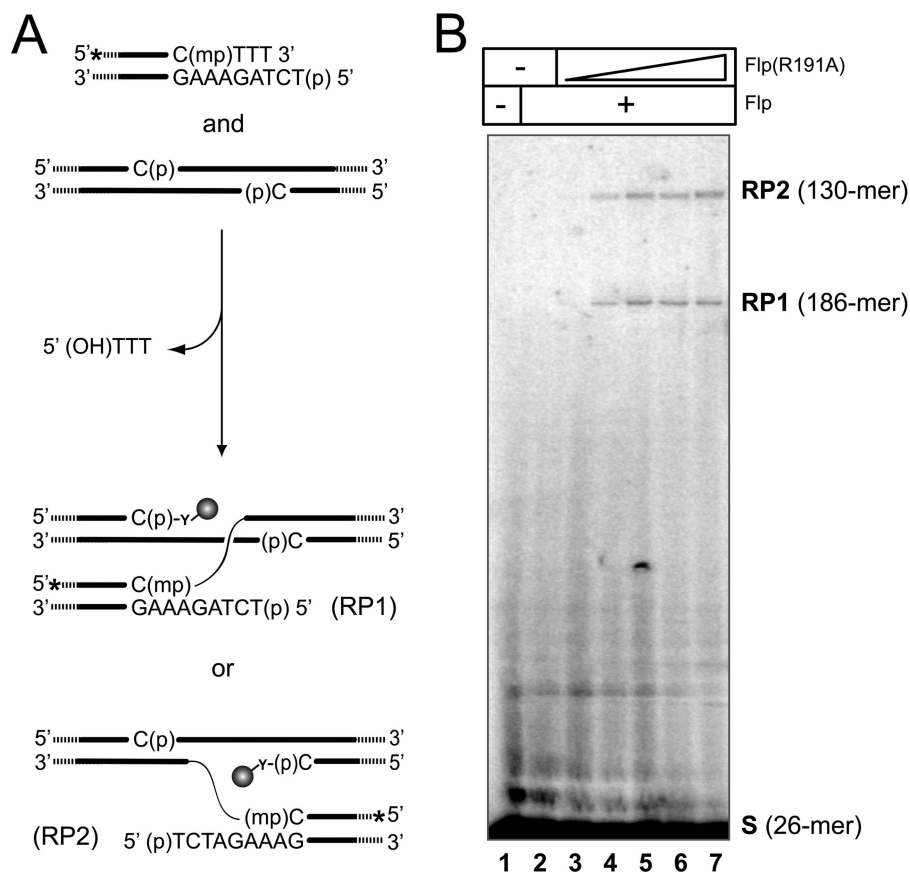 A
5'*C(mp)TTT 3'
3' GAAAGATCT(p) 5'
and
5' C(p) 3'
3' (p)C 5'
5' (OH)TTT
5' C(p)-Y 3'
3' (p)C 5'
5'* C(mp)
3' GAAAGATCT(p) 5' (RP1)
or
5' C(p) 3'
3' Y-(p)C 5'
(mp)C *5'
(RP2) 5' (p)TCTAGAAAG 3'
B
- Flp(R191A)
- + Flp
RP2 (130-mer)
RP1 (186-mer)
S (26-mer)
1 2 3 4 5 6 7